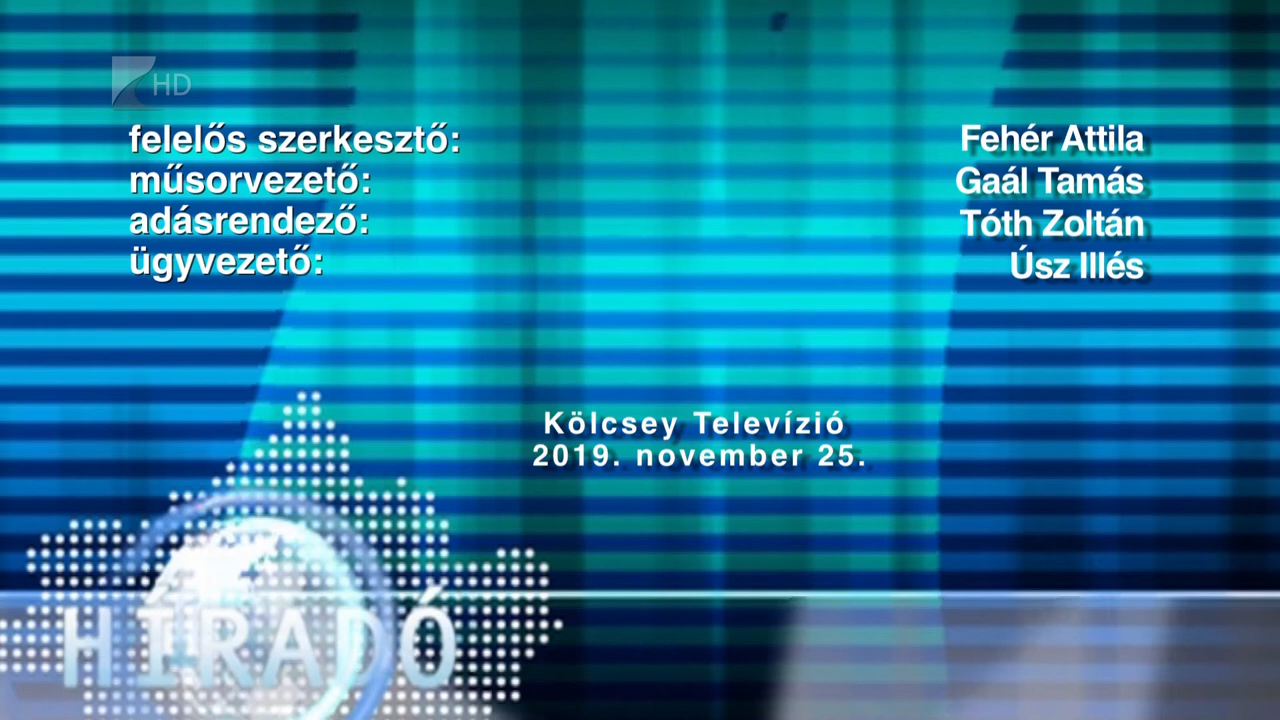 HD
felelős szerkesztő: Fehér Attila
műsorvezető: Gaál Tamás
adásrendező: Tóth Zoltán
ügyvezető: Úsz Illés
Kölcsey Televízió
2019. november 25.
HÍRADÓ